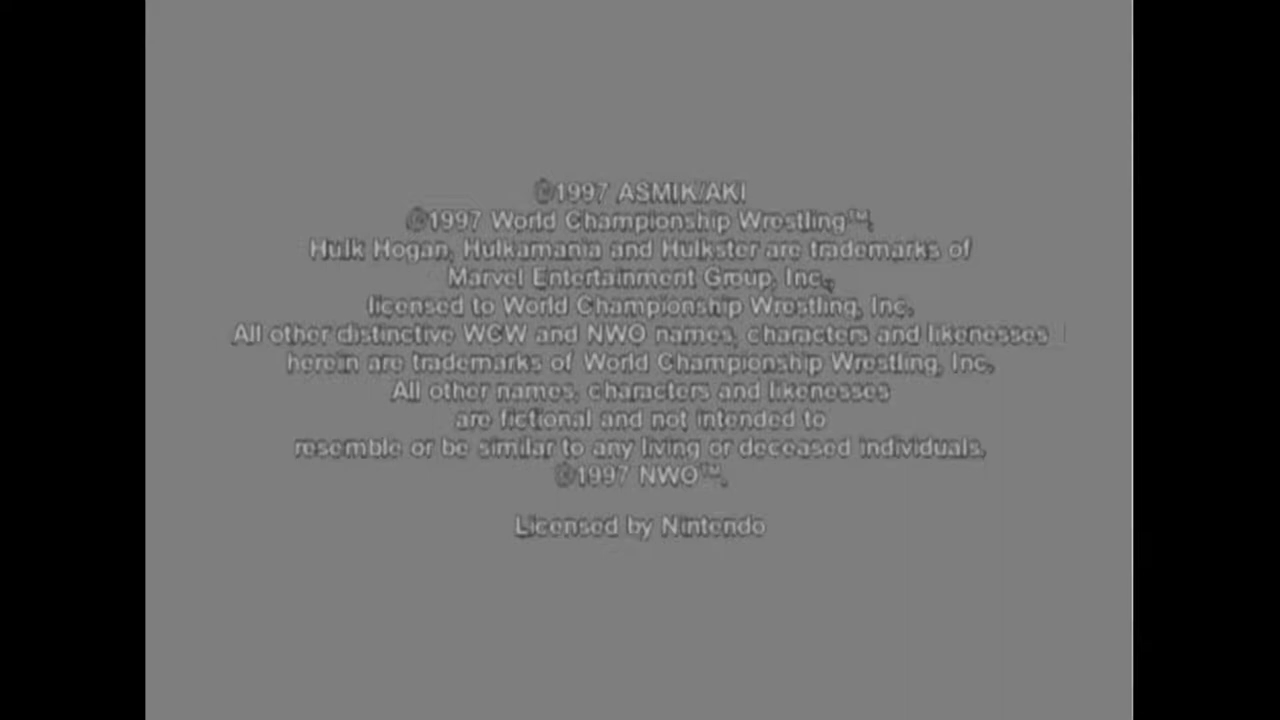 ©1997 ASMIK/AKI
©1997 World Championship Wrestling™.
Hulk Hogan, Hulkamania and Hulkster are trademarks of
Marvel Entertainment Group, Inc.,
licensed to World Championship Wrestling, Inc.
All other distinctive WCW and NWO names, characters and likenesses
herein are trademarks of World Championship Wrestling, Inc.
All other names, characters and likenesses
are fictional and not intended to
resemble or be similar to any living or deceased individuals.
©1997 NWO™.
Licensed by Nintendo